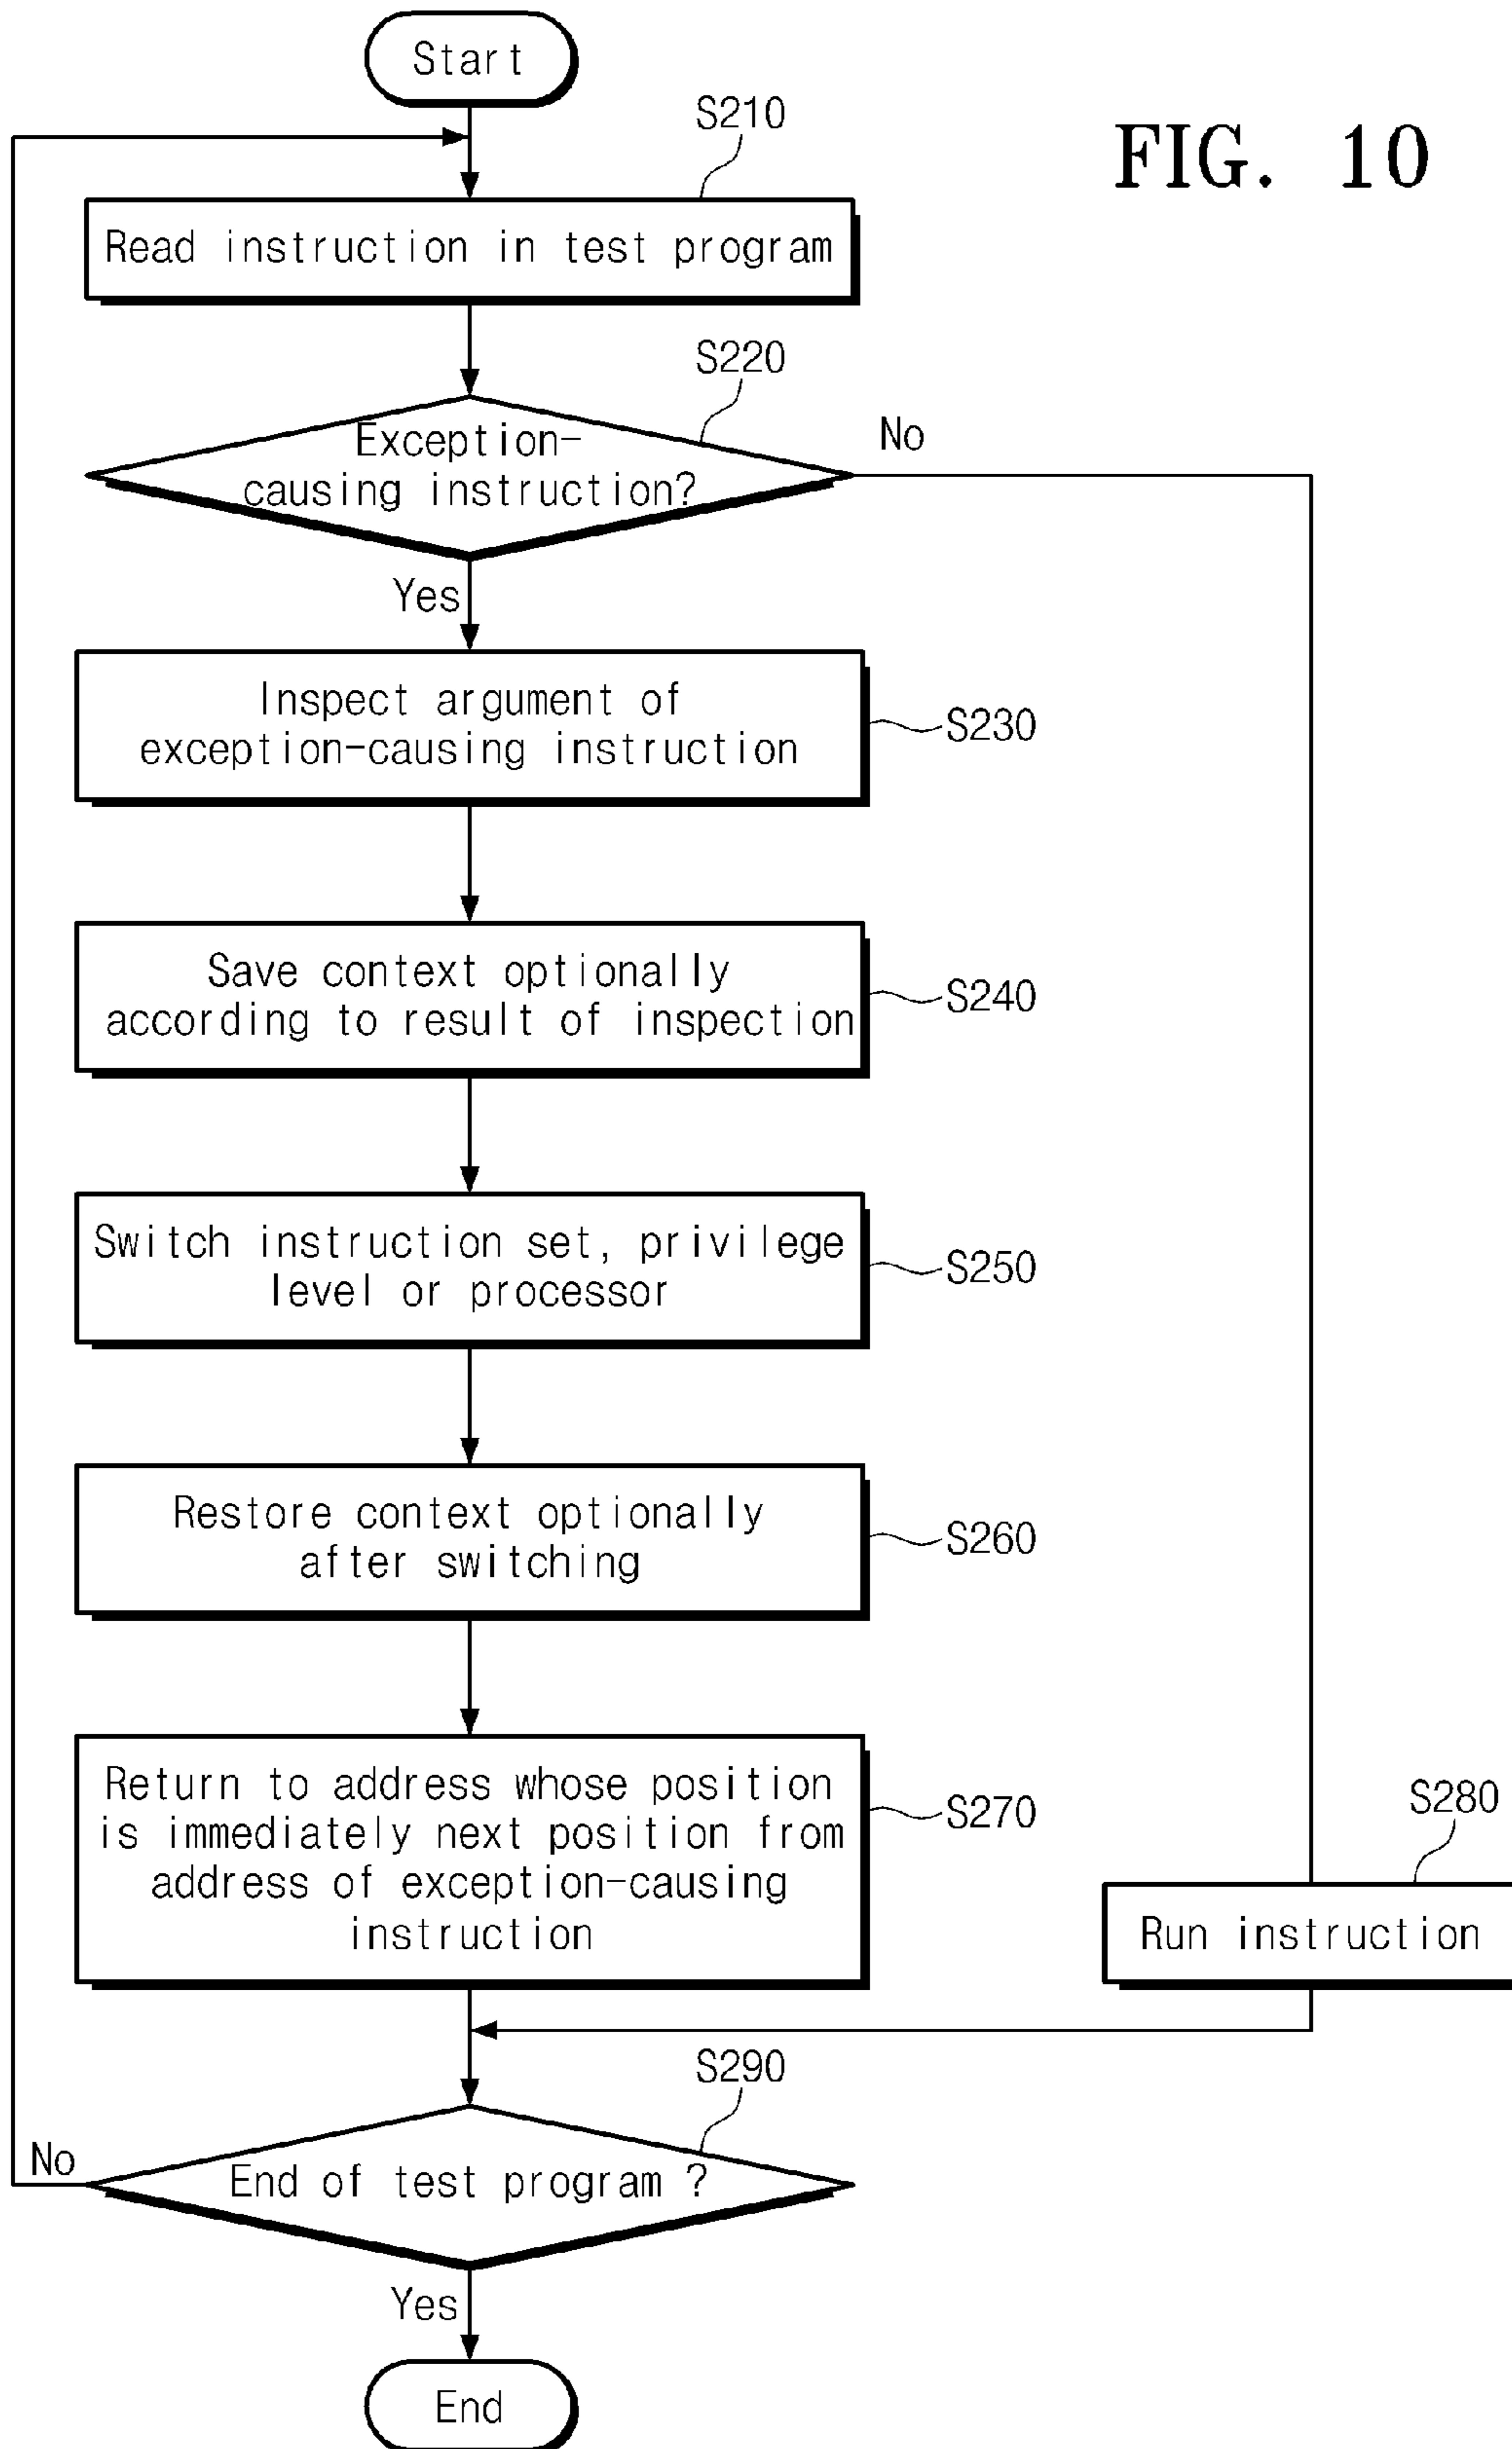 Start
S210
FIG. 10
Read instruction in test program
S220
Exception-
causing instruction?
No
Yes
Inspect argument of
exception-causing instruction
S230
Save context optionally
according to result of inspection
S240
Switch instruction set, privilege
level or processor
S250
Restore context optionally
after switching
S260
Return to address whose position
is immediately next position from
address of exception-causing
instruction
S270
S280
Run instruction
S290
No
End of test program ?
Yes
End